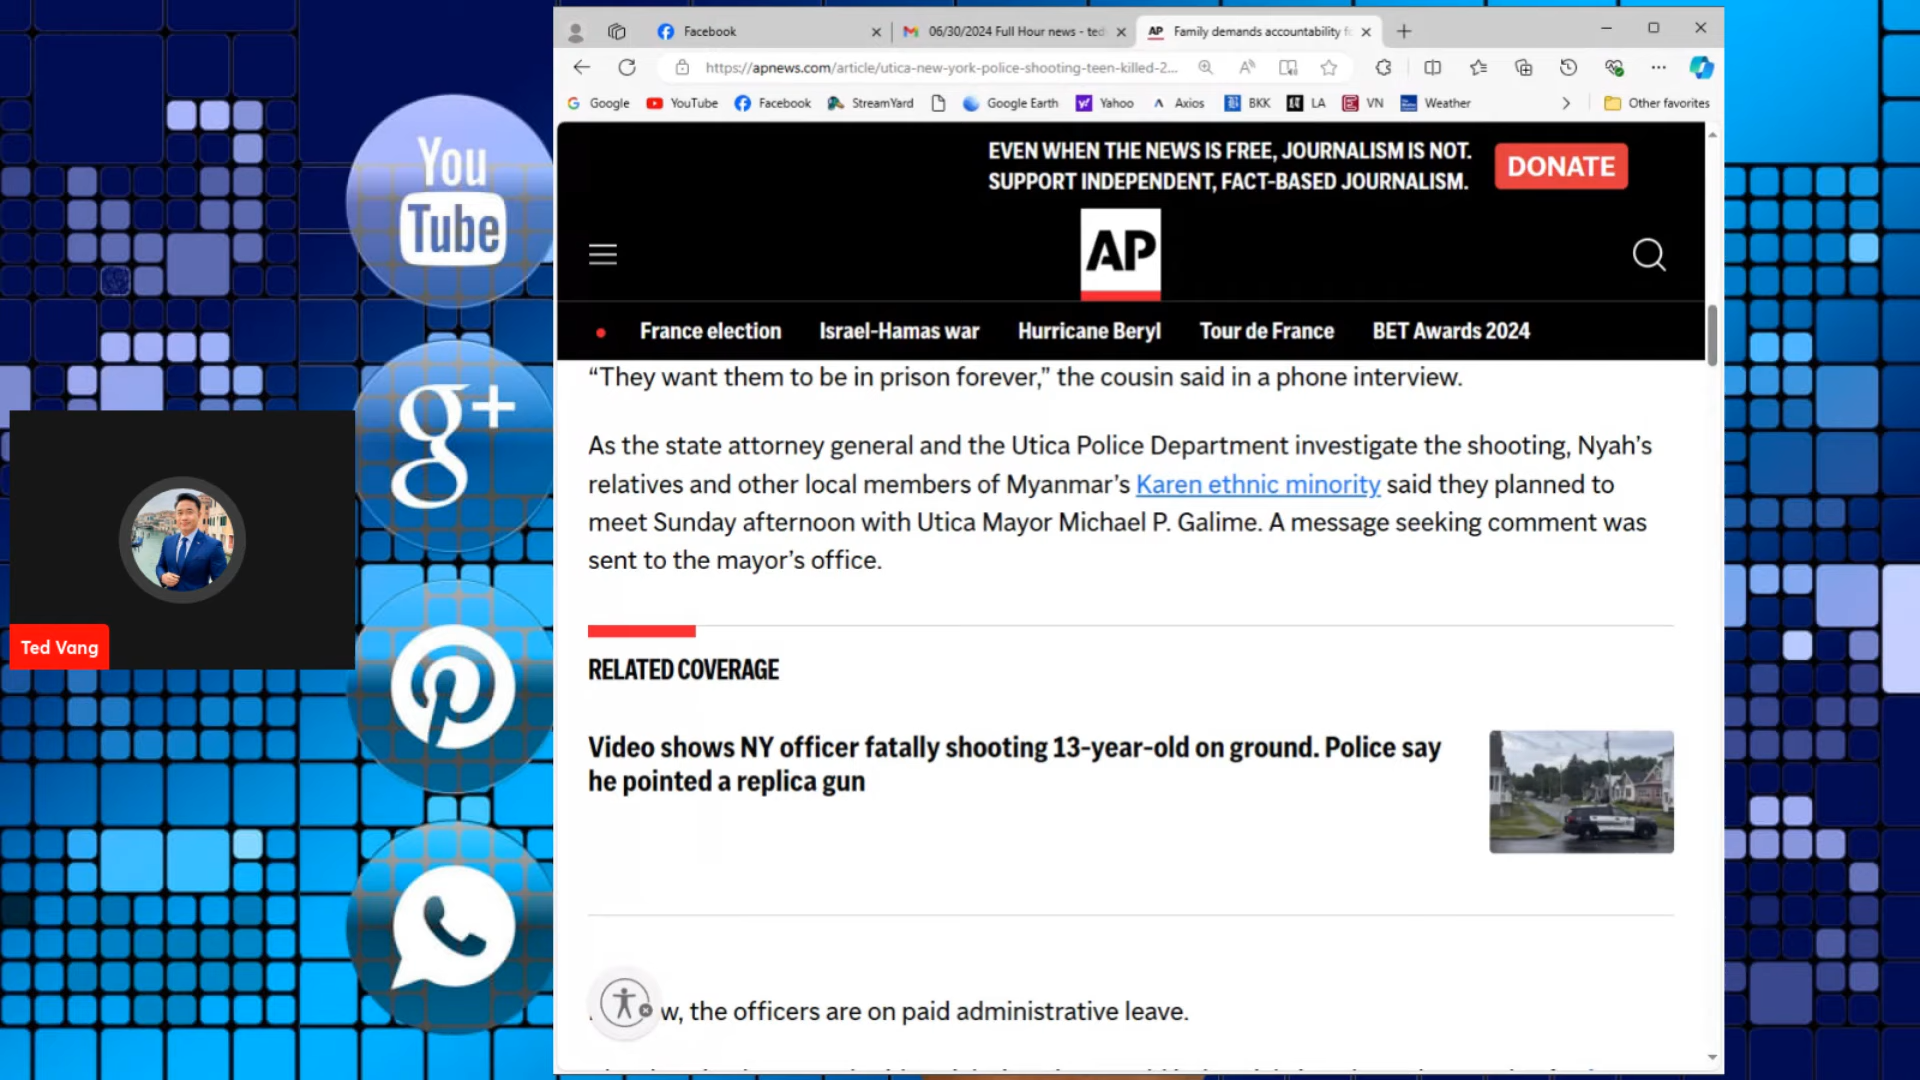 Facebook
06/30/2024 Full Hour news - ted
AP Family demands accountability fo
https://apnews.com/article/utica-new-york-police-shooting-teen-killed-2...
Google YouTube Facebook StreamYard Google Earth Yahoo Axios BKK LA VN Weather Other favorites
EVEN WHEN THE NEWS IS FREE, JOURNALISM IS NOT.
SUPPORT INDEPENDENT, FACT-BASED JOURNALISM.
DONATE
AP
France election Israel-Hamas war Hurricane Beryl Tour de France BET Awards 2024
“They want them to be in prison forever,” the cousin said in a phone interview.
As the state attorney general and the Utica Police Department investigate the shooting, Nyah’s
relatives and other local members of Myanmar’s Karen ethnic minority said they planned to
meet Sunday afternoon with Utica Mayor Michael P. Galime. A message seeking comment was
sent to the mayor’s office.
RELATED COVERAGE
Video shows NY officer fatally shooting 13-year-old on ground. Police say
he pointed a replica gun
w, the officers are on paid administrative leave.
You
Tube
g+
Ted Vang